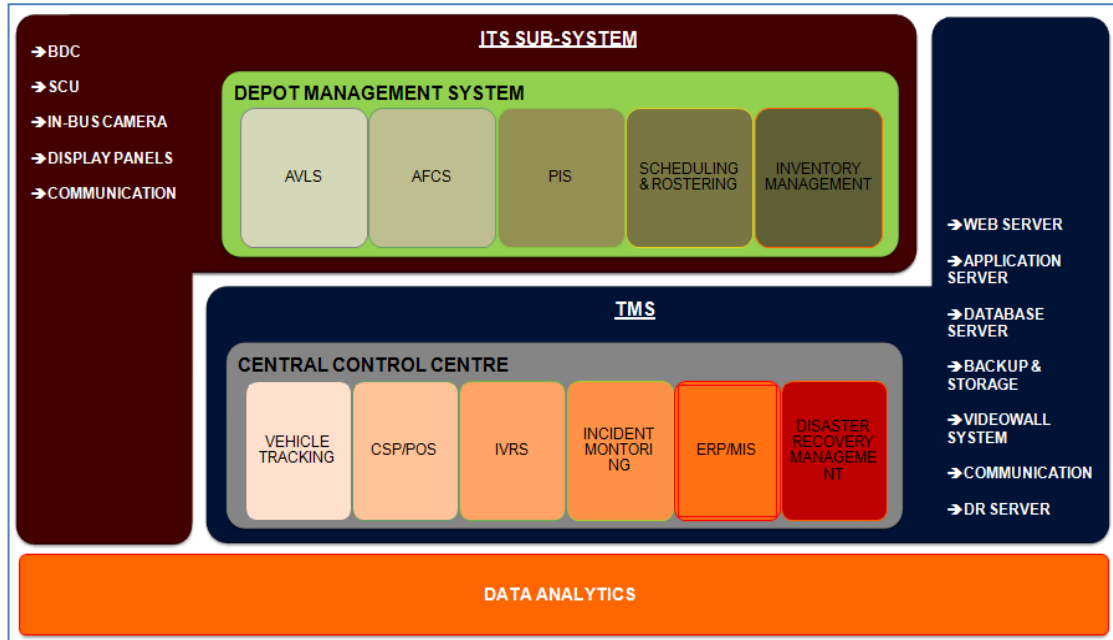 ITS SUB-SYSTEM
➔BDC
➔SCU
➔IN-BUS CAMERA
➔DISPLAY PANELS
➔COMMUNICATION
DEPOT MANAGEMENT SYSTEM
AVLS
AFCS
PIS
SCHEDULING
& ROSTERING
INVENTORY
MANAGEMENT
TMS
CENTRAL CONTROL CENTRE
VEHICLE
TRACKING
CSP/POS
IVRS
INCIDENT
MONTORI
NG
ERP/MIS
DISASTER
RECOVERY
MANAGEME
NT
➔WEB SERVER
➔APPLICATION
SERVER
➔DATABASE
SERVER
➔BACKUP &
STORAGE
➔VIDEOWALL
SYSTEM
➔COMMUNICATION
➔DR SERVER
DATA ANALYTICS